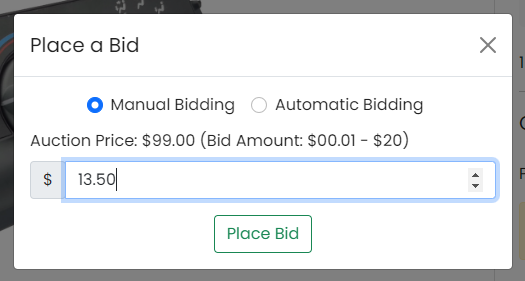 Place a Bid
Manual Bidding Automatic Bidding
Auction Price: $99.00 (Bid Amount: $00.01 - $20)
$ 13.50
Place Bid